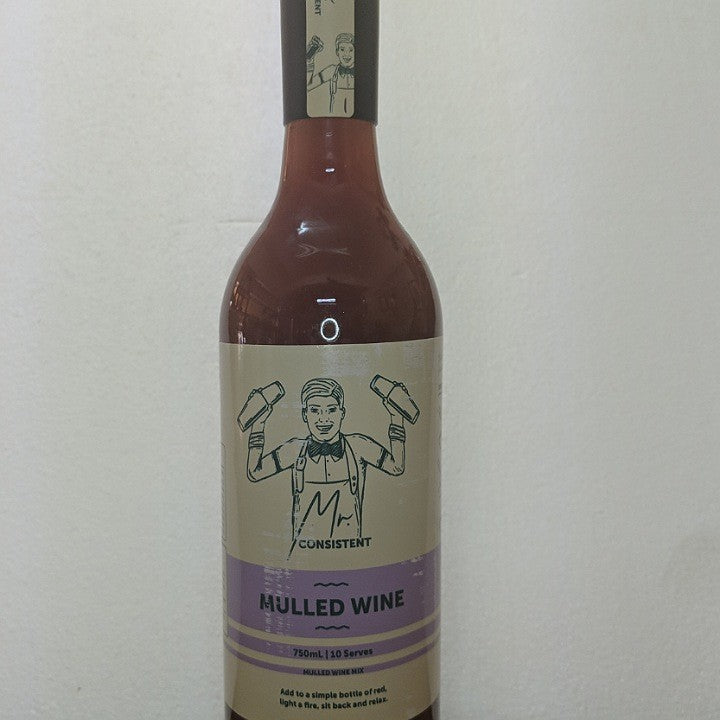 Mr.
CONSISTENT
MULLED WINE
750mL | 10 Serves
MULLED WINE MIX
Add to a simple bottle of red,
light a fire, sit back and relax.